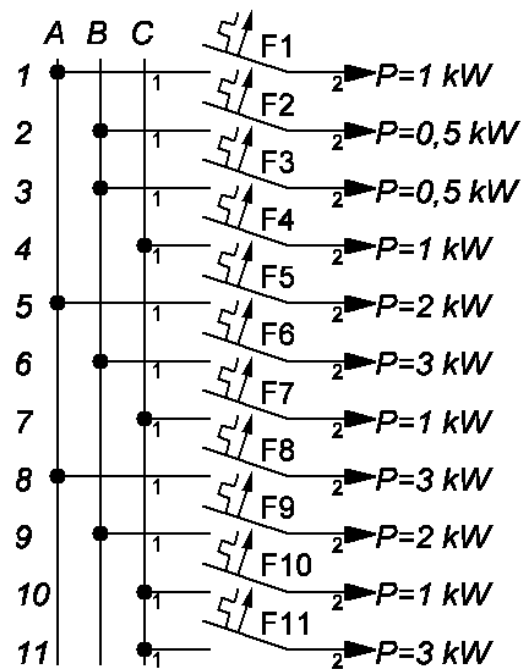 A B C
F1
1 1 2 P=1 kW
F2
2 1 2 P=0,5 kW
F3
3 1 2 P=0,5 kW
F4
4 1 2 P=1 kW
F5
5 1 2 P=2 kW
F6
6 1 2 P=3 kW
F7
7 1 2 P=1 kW
F8
8 1 2 P=3 kW
F9
9 1 2 P=2 kW
F10
10 1 2 P=1 kW
F11
11 1 2 P=3 kW